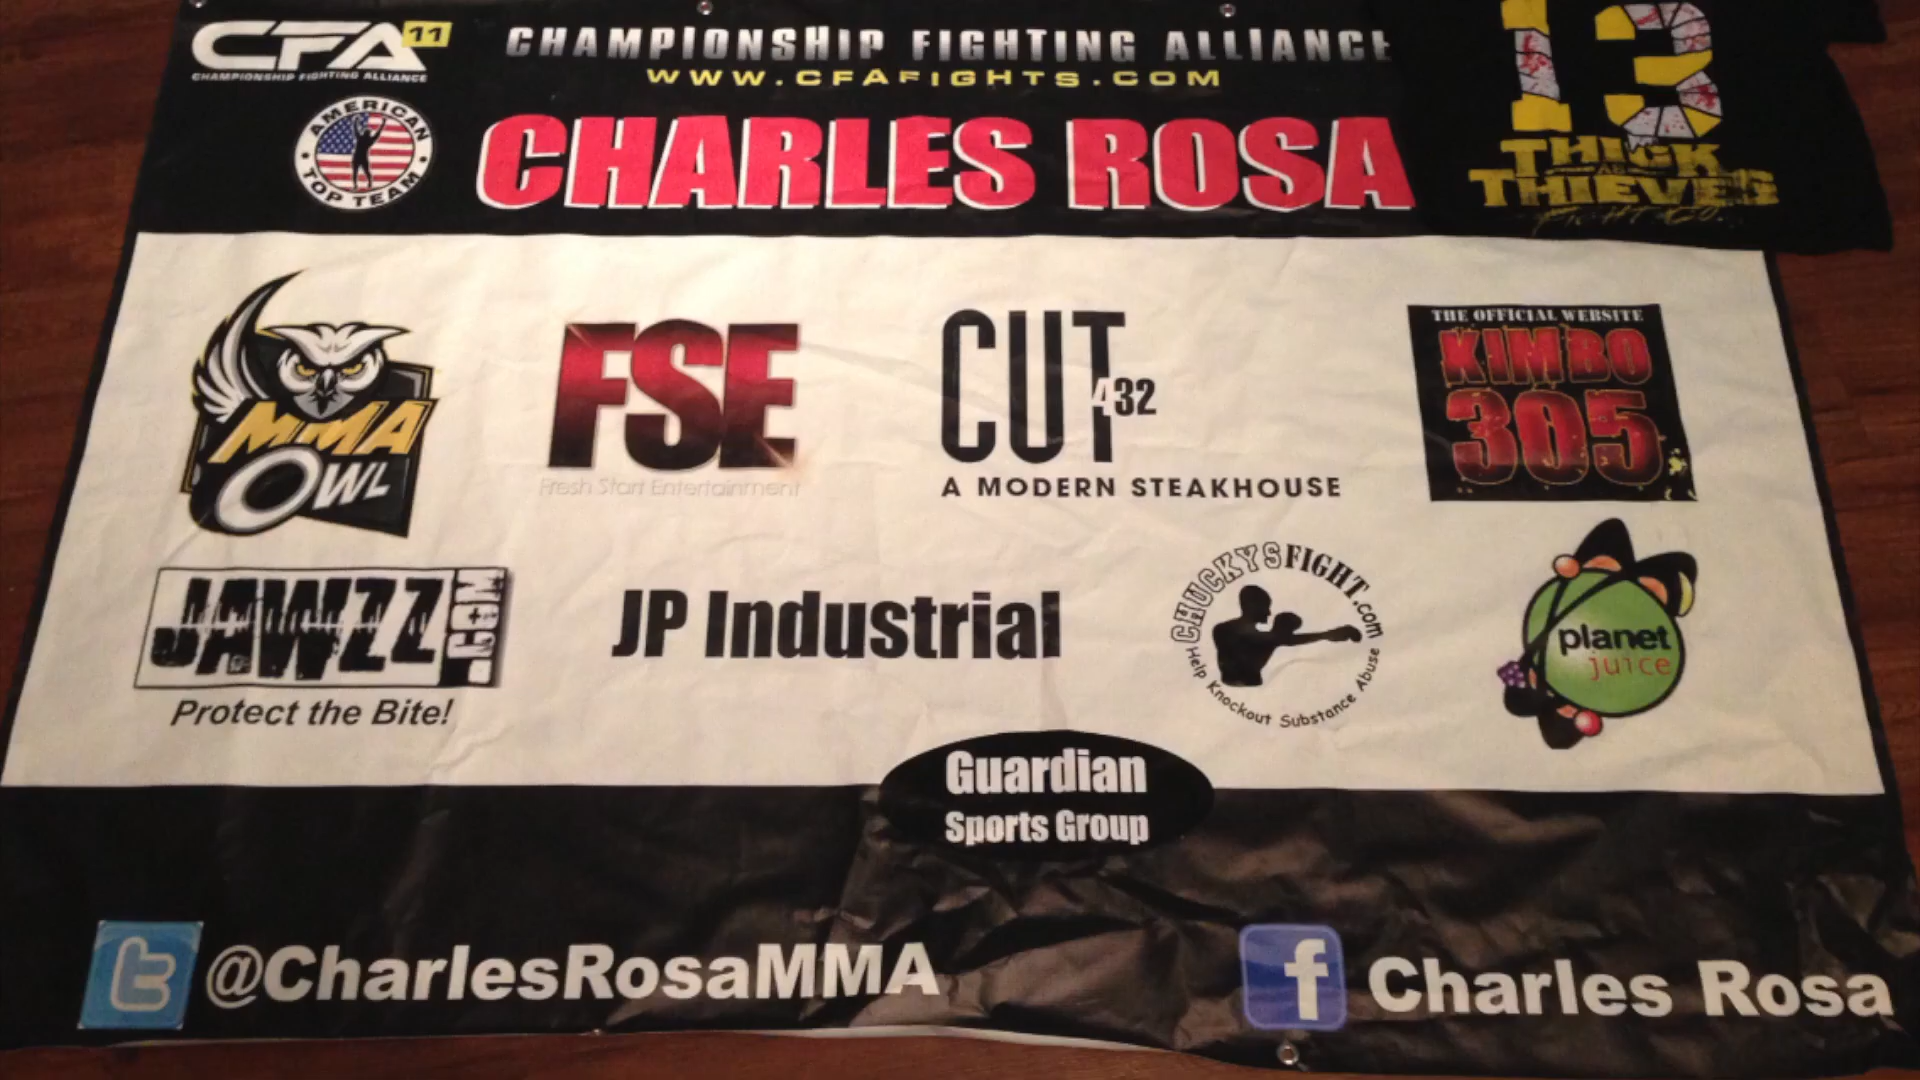 CFA 11
CHAMPIONSHIP FIGHTING ALLIANCE
CHAMPIONSHIP FIGHTING ALLIANCE
WWW.CFAFIGHTS.COM
AMERICAN
TOP TEAM
CHARLES ROSA
13
THICK
AS
THIEVES
MMA
OWL
FSE
Fresh Start Entertainment
CUT
432
A MODERN STEAKHOUSE
THE OFFICIAL WEBSITE
KIMBO
305
JAWZZ.COM
Protect the Bite!
JP Industrial
CHUCKYSFIGHT.com
Help Knockout Substance Abuse
planet
juice
Guardian
Sports Group
@CharlesRosaMMA
Charles Rosa